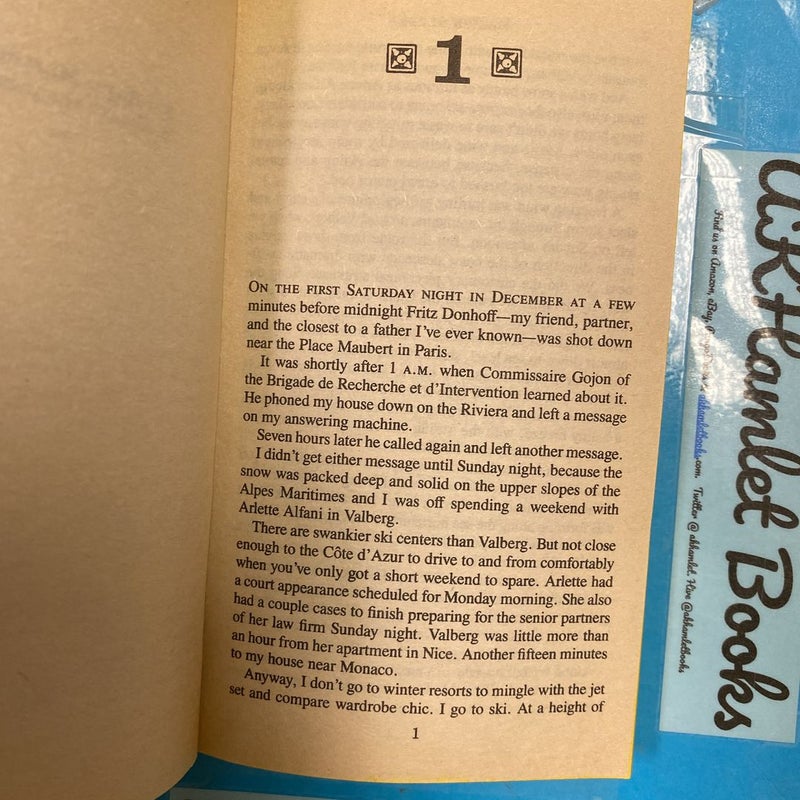 1
ON THE FIRST SATURDAY NIGHT IN DECEMBER AT A FEW
minutes before midnight Fritz Donhoff—my friend, partner,
and the closest to a father I've ever known—was shot down
near the Place Maubert in Paris.
It was shortly after 1 A.M. when Commissaire Gojon of
the Brigade de Recherche et d'Intervention learned about it.
He phoned my house down on the Riviera and left a message
on my answering machine.
Seven hours later he called again and left another message.
I didn't get either message until Sunday night, because the
snow was packed deep and solid on the upper slopes of the
Alpes Maritimes and I was off spending a weekend with
Arlette Alfani in Valberg.
There are swankier ski centers than Valberg. But not close
enough to the Côte d'Azur to drive to and from comfortably
when you've only got a short weekend to spare. Arlette had
a court appearance scheduled for Monday morning. She also
had a couple cases to finish preparing for the senior partners
of her law firm Sunday night. Valberg was little more than
an hour from her apartment in Nice. Another fifteen minutes
to my house near Monaco.
Anyway, I don't go to winter resorts to mingle with the jet
set and compare wardrobe chic. I go to ski. At a height of
1
Hamlet Books
Find us on Amazon, eBay, akhamletbooks.com. Twitter @ akhamlet. Hive @akhamletbooks